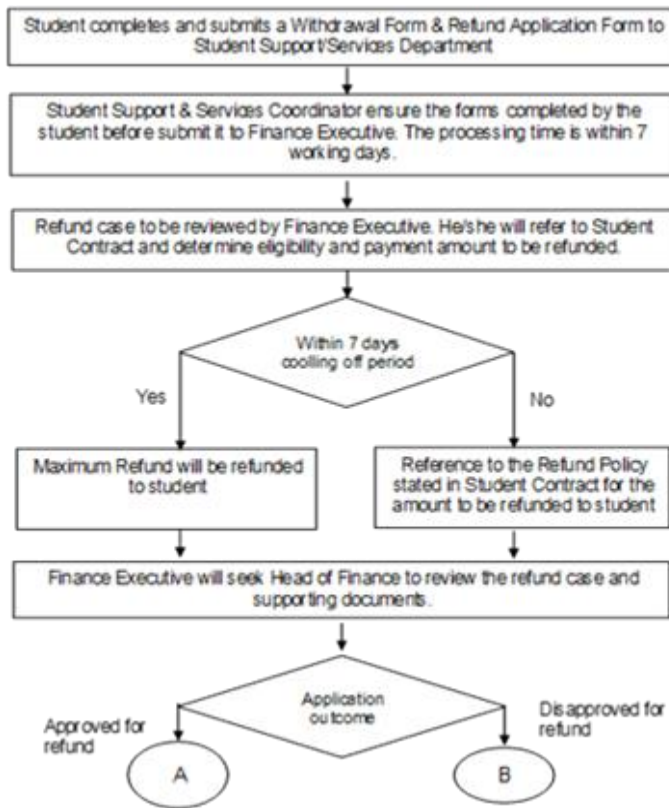 Student completes and submits a Withdrawal Form & Refund Application Form to
Student Support/Services Department
Student Support & Services Coordinator ensure the forms completed by the
student before submit it to Finance Executive. The processing time is within 7
working days.
Refund case to be reviewed by Finance Executive. He/she will refer to Student
Contract and determine eligibility and payment amount to be refunded.
Within 7 days
coolling off period
Yes
No
Maximum Refund will be refunded
to student
Reference to the Refund Policy
stated in Student Contract for the
amount to be refunded to student
Finance Executive will seek Head of Finance to review the refund case and
supporting documents.
Application
outcome
Approved for
refund
Disapproved for
refund
A
B